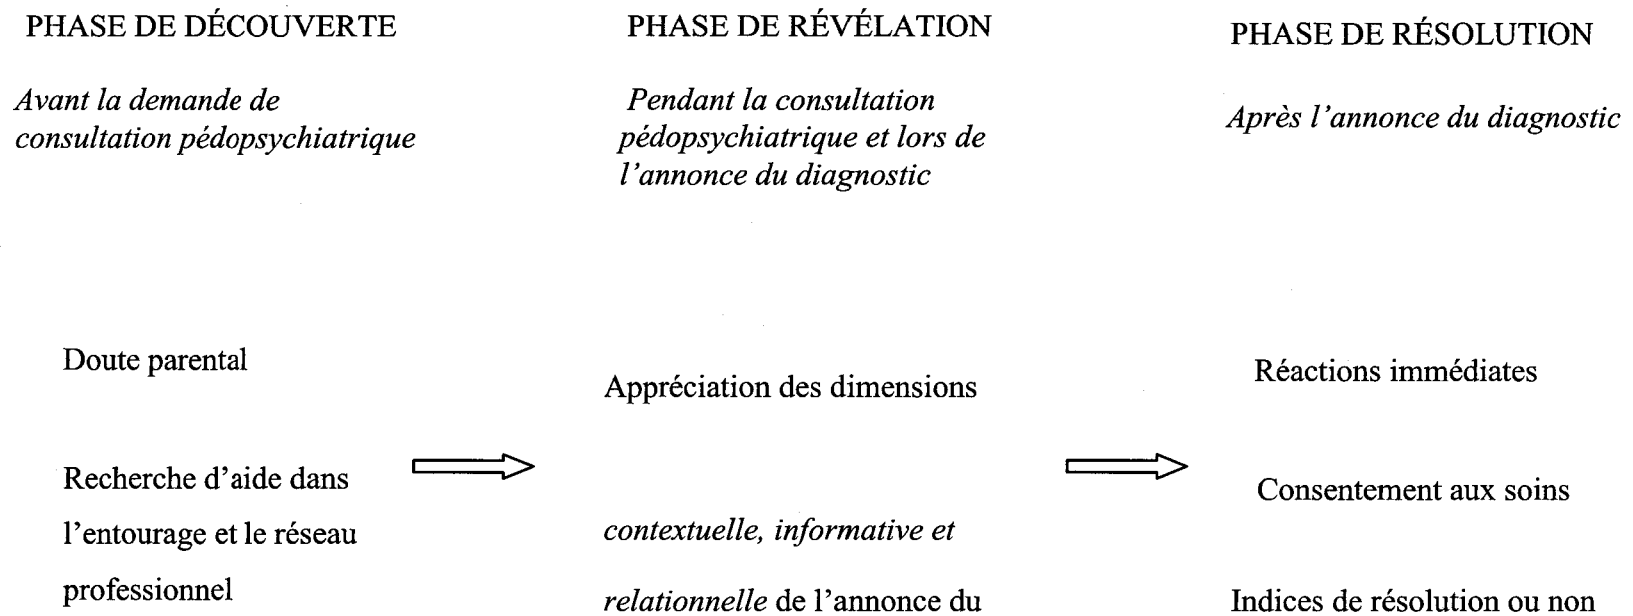 PHASE DE DÉCOUVERTE
Avant la demande de
consultation pédopsychiatrique
Doute parental
Recherche d'aide dans
l'entourage et le réseau
professionnel
PHASE DE RÉVÉLATION
Pendant la consultation
pédopsychiatrique et lors de
l'annonce du diagnostic
Appréciation des dimensions
contextuelle, informative et
relationnelle de l'annonce du
PHASE DE RÉSOLUTION
Après l'annonce du diagnostic
Réactions immédiates
Consentement aux soins
Indices de résolution ou non